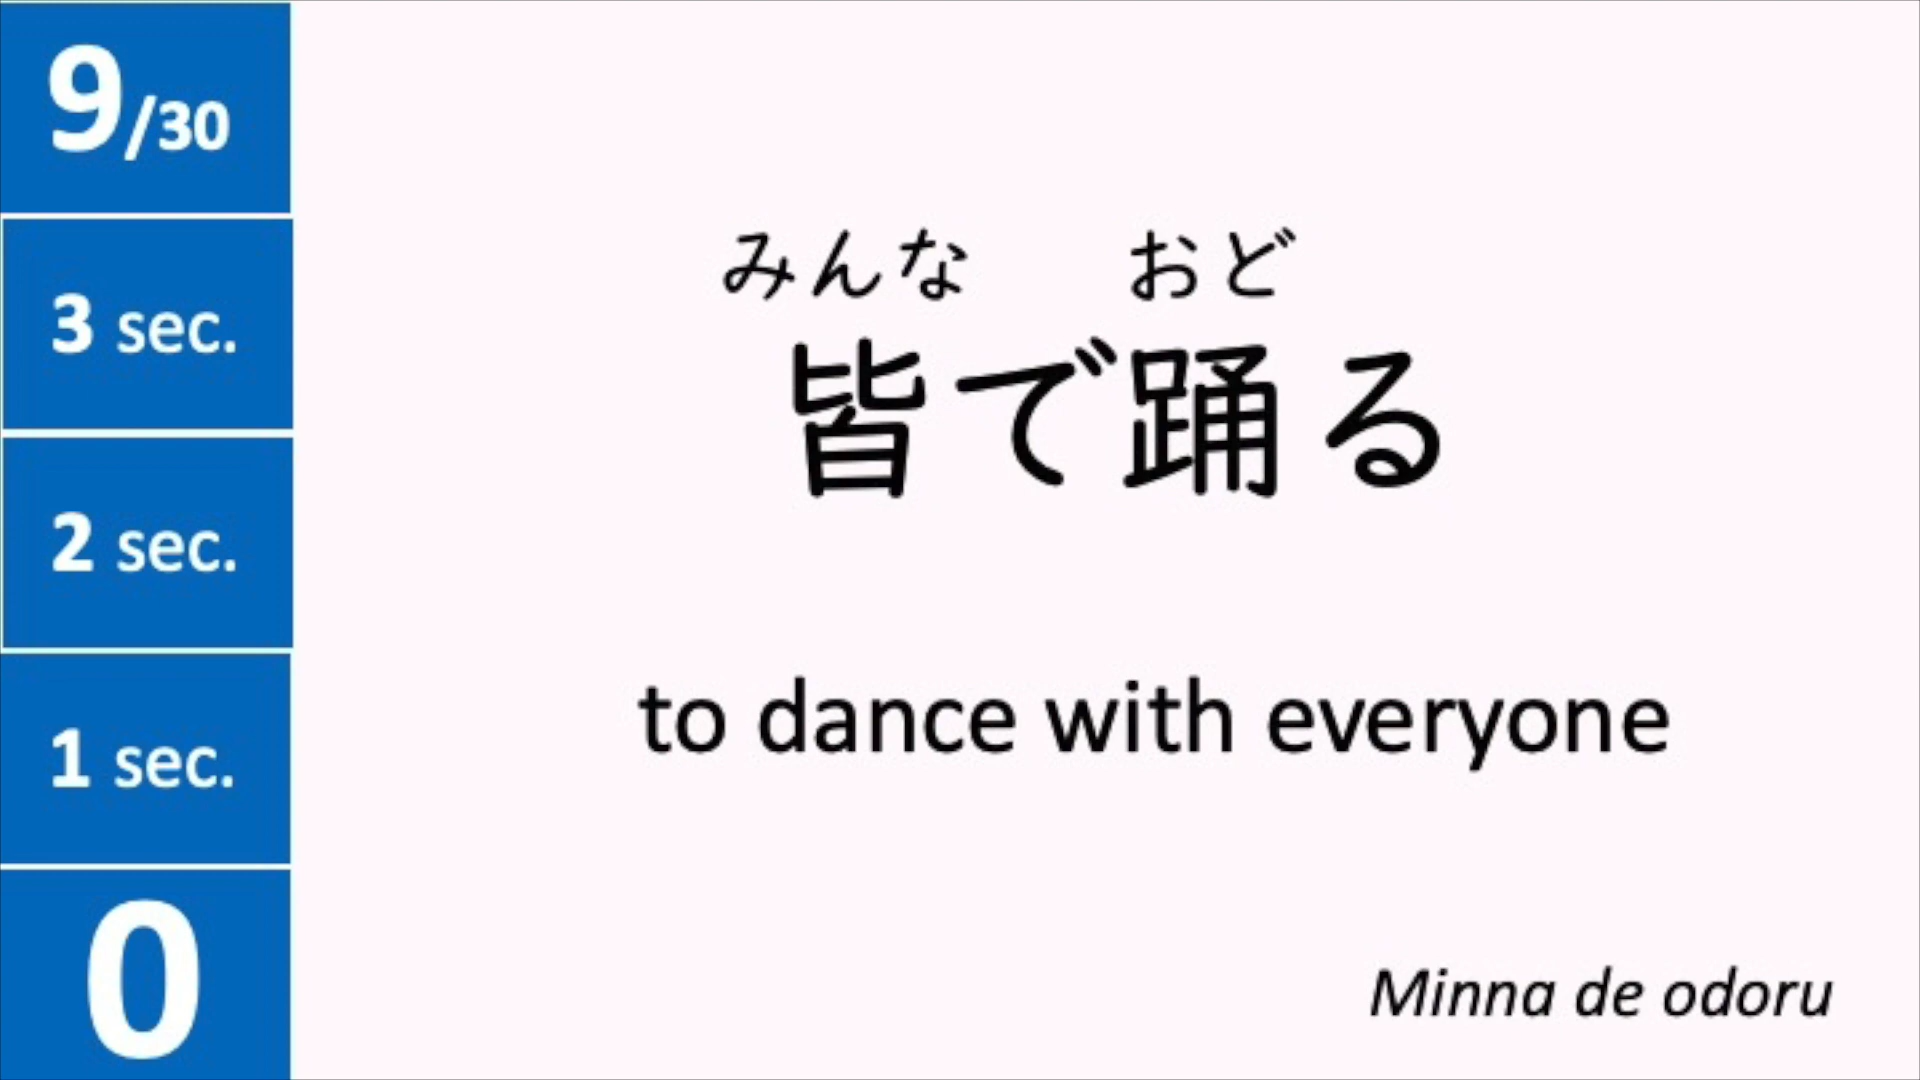 9/30
3 sec.
2 sec.
1 sec.
0
みんな おど
皆で踊る
to dance with everyone
Minna de odoru